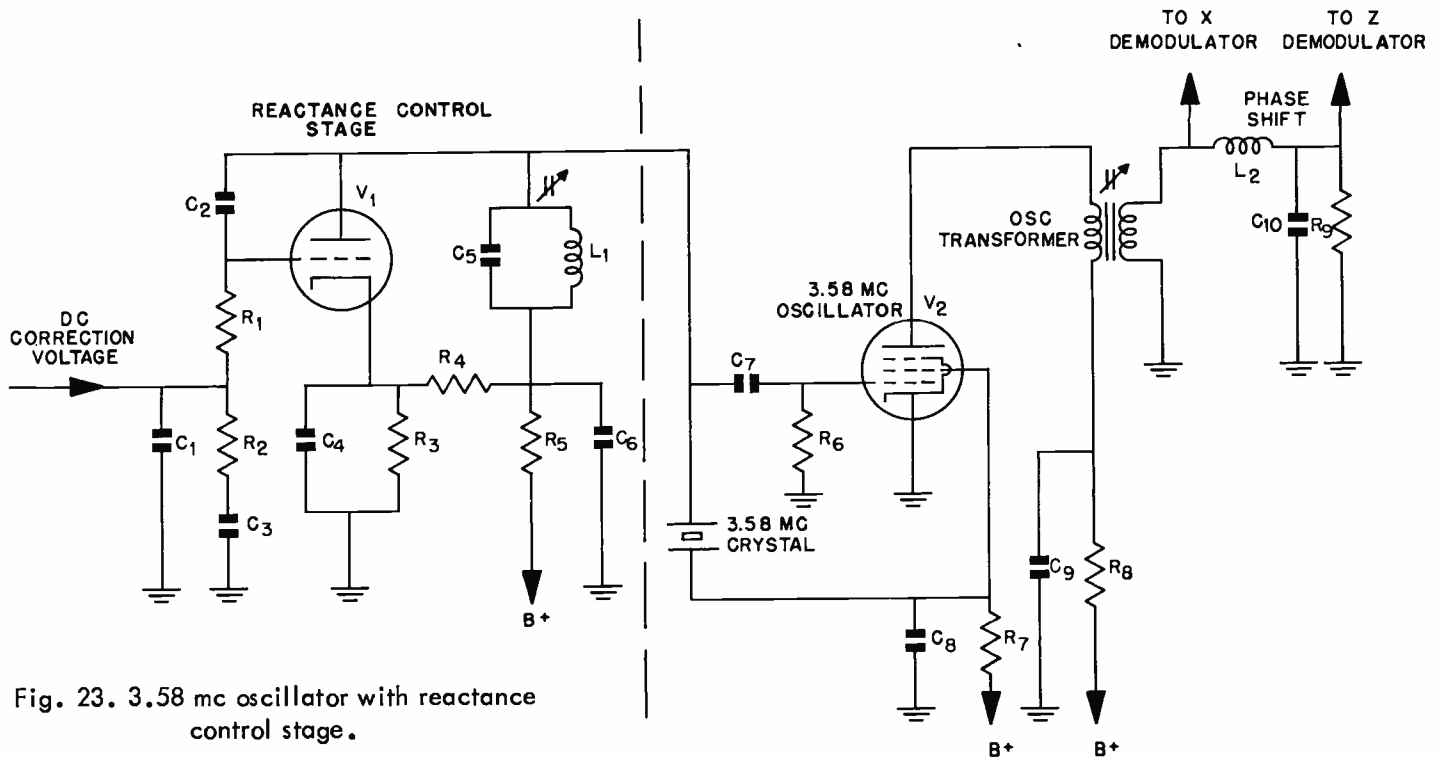 TO X
DEMODULATOR
TO Z
DEMODULATOR
REACTANCE CONTROL
STAGE
PHASE
SHIFT
C2
V1
L2
C5
L1
OSC
TRANSFORMER
C10
R9
3.58 MC
OSCILLATOR
V2
DC
CORRECTION
VOLTAGE
R1
R4
C7
C1
R2
C4
R3
R5
C6
R6
C3
3.58 MC
CRYSTAL
C9
R8
B+
C8
R7
B+
B+
Fig. 23. 3.58 mc oscillator with reactance
control stage.